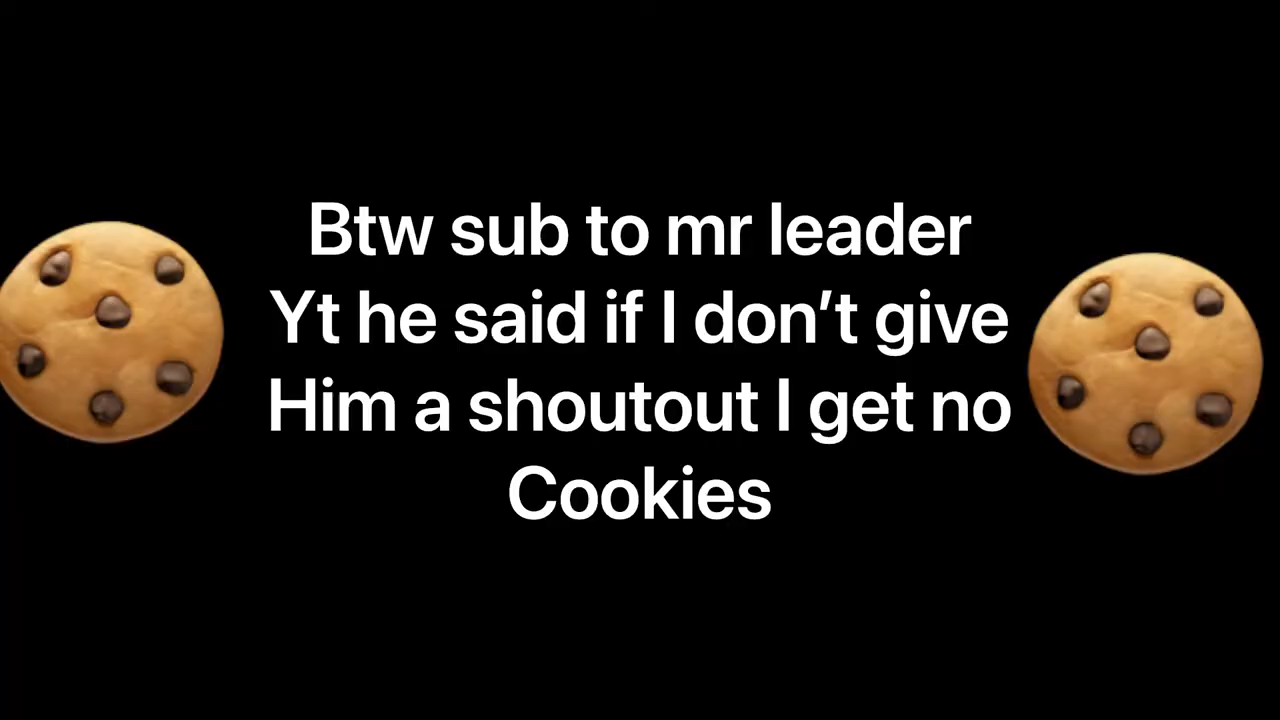 Btw sub to mr leader
Yt he said if I don’t give
Him a shoutout I get no
Cookies